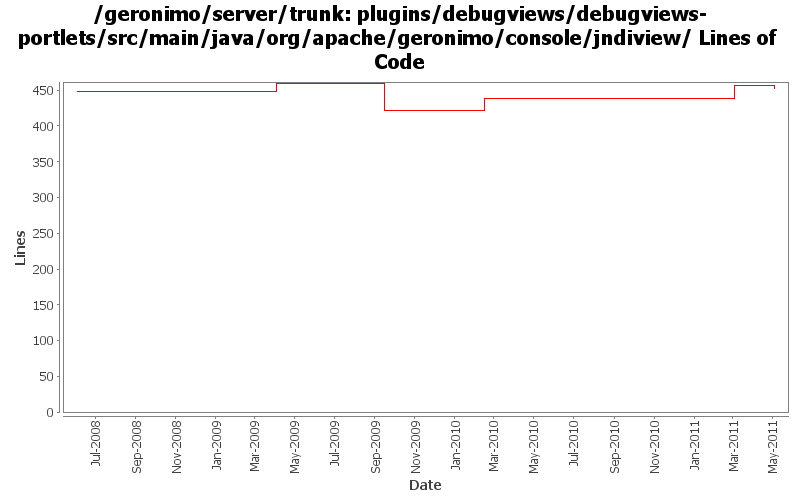 /geronimo/server/trunk: plugins/debugviews/debugviews-
portlets/src/main/java/org/apache/geronimo/console/jndiview/ Lines of
Code
Lines
450
400
350
300
250
200
150
100
50
0
Jul-2008
Sep-2008
Nov-2008
Jan-2009
Mar-2009
May-2009
Jul-2009
Sep-2009
Nov-2009
Jan-2010
Mar-2010
May-2010
Jul-2010
Sep-2010
Nov-2010
Jan-2011
Mar-2011
May-2011
Date